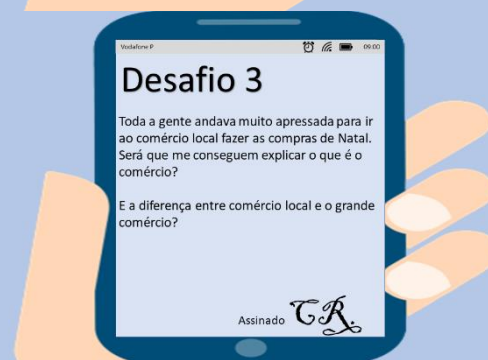 Vodafone P 09:00
Desafio 3
Toda a gente andava muito apressada para ir
ao comércio local fazer as compras de Natal.
Será que me conseguem explicar o que é o
comércio?
E a diferença entre comércio local e o grande
comércio?
Assinado C.R.